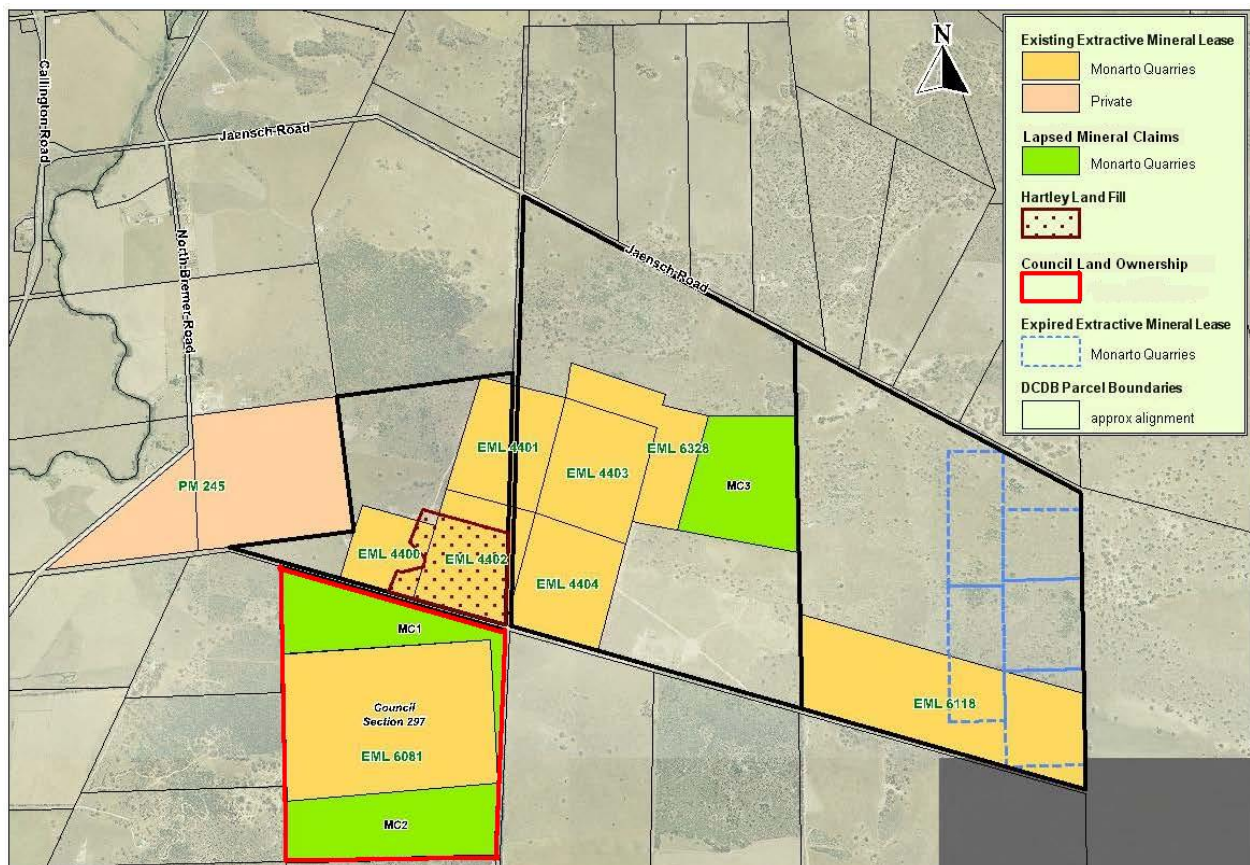 N
Existing Extractive Mineral Lease
Monarto Quarries
Private
Lapsed Mineral Claims
Monarto Quarries
Hartley Land Fill
Council Land Ownership
Expired Extractive Mineral Lease
Monarto Quarries
DCDB Parcel Boundaries
approx alignment
Callington Road
Jaensch Road
North Bremer Road
Jaensch Road
EML 4401
EML 4403
EML 6328
PM 245
MC3
EML 4400
EML 4402
EML 4404
MC1
Council
Section 297
EML 6081
EML 6118
MC2